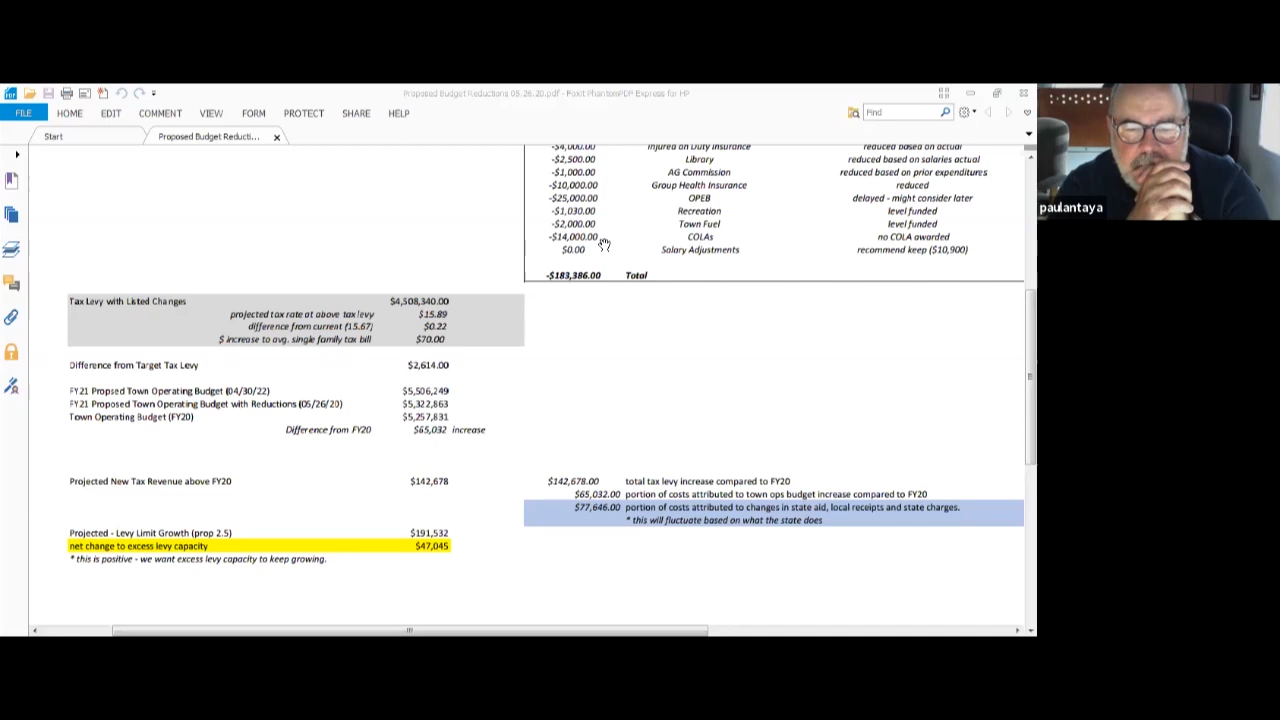 Proposed Budget Reductions 05.26.20.pdf - Foxit PhantomPDF Express for HP
FILE HOME EDIT COMMENT VIEW FORM PROTECT SHARE HELP
Find
Start
Proposed Budget Reducti...
-$4,000.00 Injured on Duty Insurance reduced based on actual
-$2,500.00 Library reduced based on salaries actual
-$1,000.00 AG Commission reduced based on prior expenditures
-$10,000.00 Group Health Insurance reduced
-$25,000.00 OPEB delayed - might consider later
-$1,030.00 Recreation level funded
-$2,000.00 Town Fuel level funded
-$14,000.00 COLAs no COLA awarded
$0.00 Salary Adjustments recommend keep ($10,900)
-$183,386.00 Total
Tax Levy with Listed Changes $4,508,340.00
projected tax rate at above tax levy $15.89
difference from current (15.67) $0.22
$ increase to avg. single family tax bill $70.00
Difference from Target Tax Levy $2,614.00
FY21 Propsed Town Operating Budget (04/30/22) $5,506,249
FY21 Proposed Town Operating Budget with Reductions (05/26/20) $5,322,863
Town Operating Budget (FY20) $5,257,831
Difference from FY20 $65,032 increase
Projected New Tax Revenue above FY20 $142,678
$142,678.00 total tax levy increase compared to FY20
$65,032.00 portion of costs attributed to town ops budget increase compared to FY20
$77,646.00 portion of costs attributed to changes in state aid, local receipts and state charges.
* this will fluctuate based on what the state does
Projected - Levy Limit Growth (prop 2.5) $191,532
net change to excess levy capacity $47,045
* this is positive - we want excess levy capacity to keep growing.
paulantaya